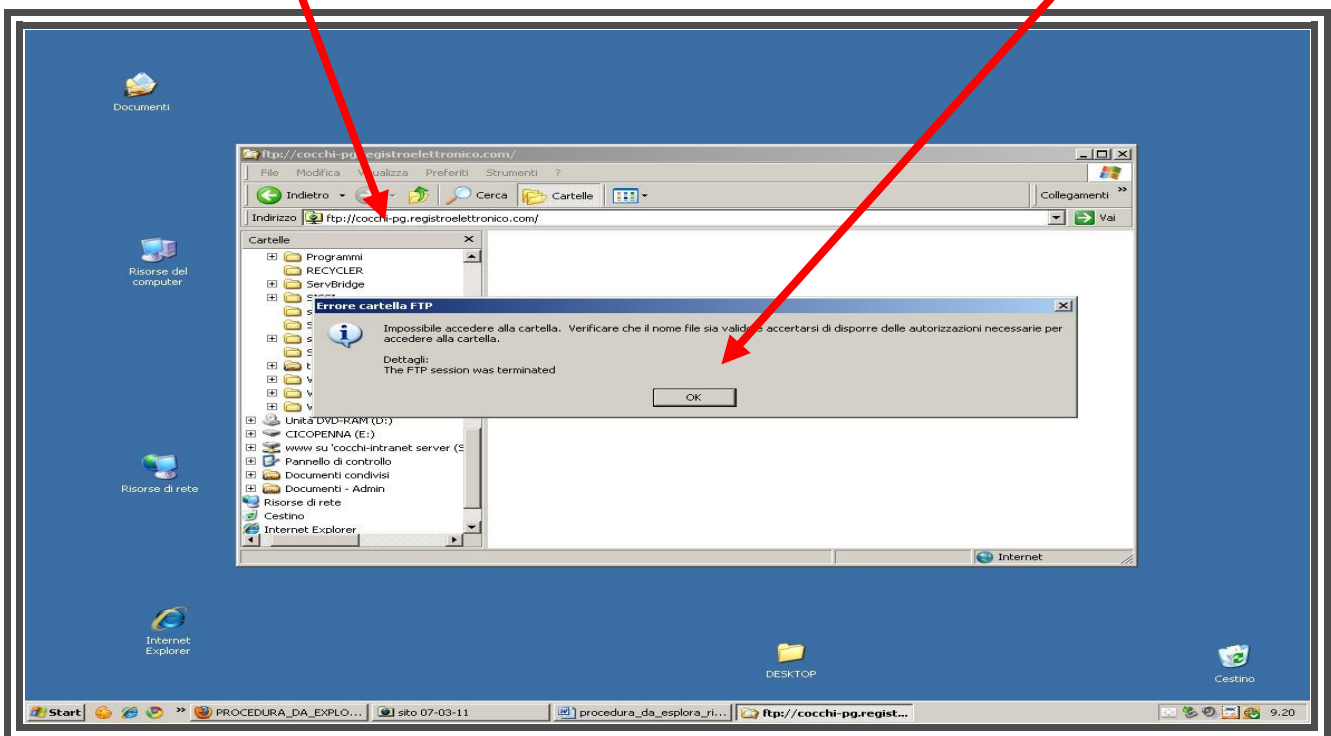 Documenti
ftp://cocchi-pg.registroelettronico.com/
File Modifica Visualizza Preferiti Strumenti ?
Indietro Cerca Cartelle Collegamenti »
Indirizzo ftp://cocchi-pg.registroelettronico.com/ Vai
Cartelle
Programmi
RECYCLER
Risorse del
computer
ServBridge
Errore cartella FTP
Impossibile accedere alla cartella. Verificare che il nome file sia valido e accertarsi di disporre delle autorizzazioni necessarie per
accedere alla cartella.
Dettagli:
The FTP session was terminated
OK
Unità DVD-RAM (D:)
CICOPENNA (E:)
www su 'cocchi-intranet server (S
Pannello di controllo
Documenti condivisi
Documenti - Admin
Risorse di rete
Risorse di rete
Cestino
Internet Explorer
Internet
Internet
Explorer
DESKTOP
Cestino
Start » PROCEDURA_DA_EXPLO... sito 07-03-11 procedura_da_esplora_ri... ftp://cocchi-pg.regist... 9.20